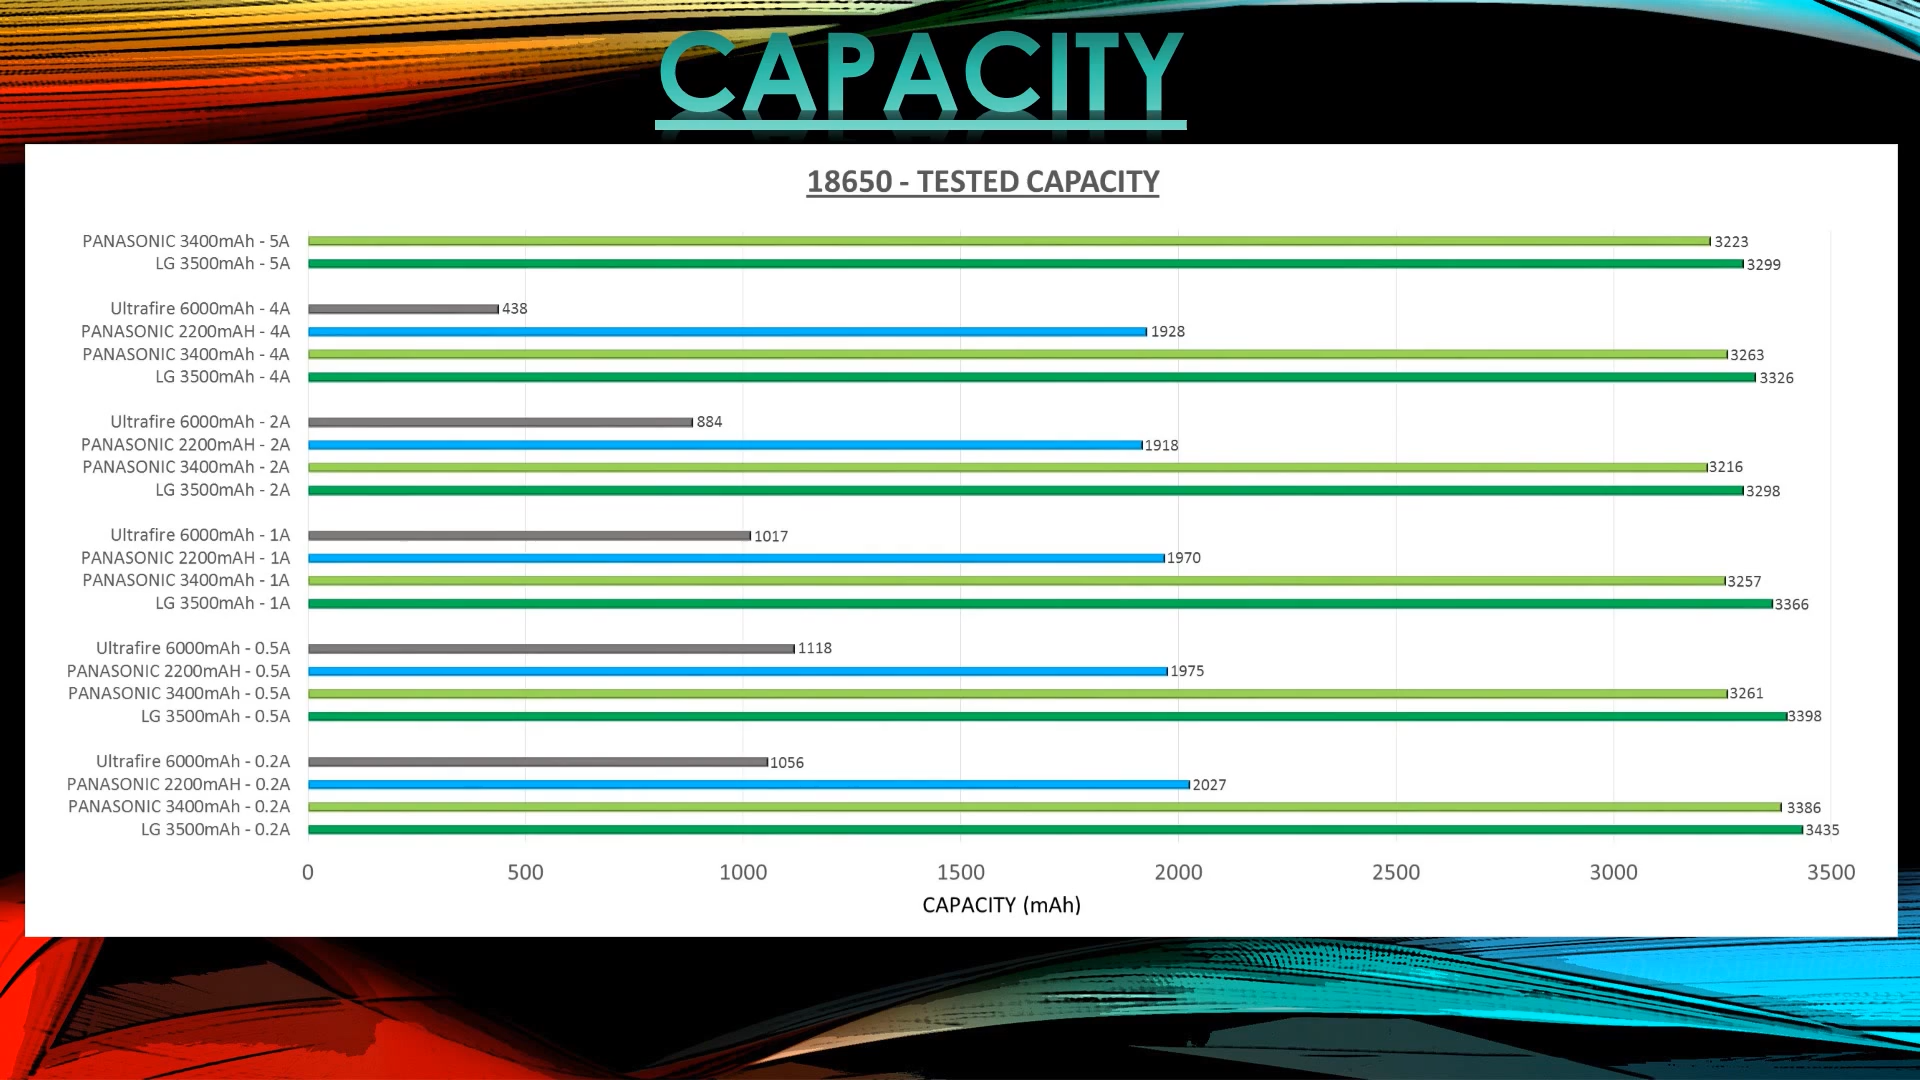 CAPACITY
18650 - TESTED CAPACITY
PANASONIC 3400mAh - 5A 3223
LG 3500mAh - 5A 3299
Ultrafire 6000mAh - 4A 438
PANASONIC 2200mAH - 4A 1928
PANASONIC 3400mAh - 4A 3263
LG 3500mAh - 4A 3326
Ultrafire 6000mAh - 2A 884
PANASONIC 2200mAH - 2A 1918
PANASONIC 3400mAh - 2A 3216
LG 3500mAh - 2A 3298
Ultrafire 6000mAh - 1A 1017
PANASONIC 2200mAH - 1A 1970
PANASONIC 3400mAh - 1A 3257
LG 3500mAh - 1A 3366
Ultrafire 6000mAh - 0.5A 1118
PANASONIC 2200mAH - 0.5A 1975
PANASONIC 3400mAh - 0.5A 3261
LG 3500mAh - 0.5A 3398
Ultrafire 6000mAh - 0.2A 1056
PANASONIC 2200mAH - 0.2A 2027
PANASONIC 3400mAh - 0.2A 3386
LG 3500mAh - 0.2A 3435
0 500 1000 1500 2000 2500 3000 3500
CAPACITY (mAh)